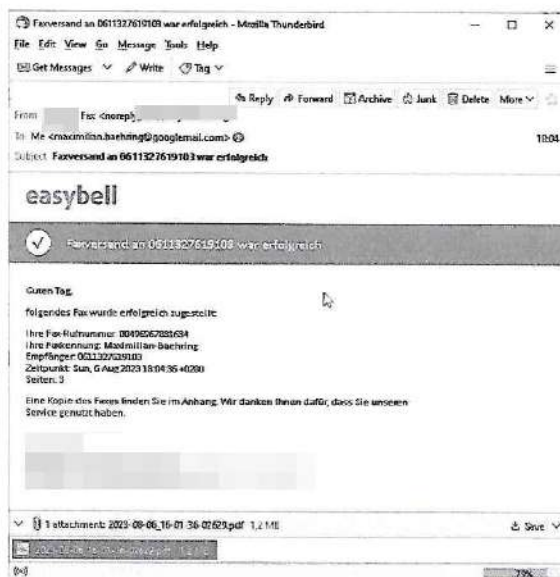 Faxversand an 0611327619103 war erfolgreich - Mozilla Thunderbird
File Edit View Go Message Tools Help
Get Messages Write Tag
Reply Forward Archive Junk Delete More
From Fax <noreply
To Me <maximilian.baehring@googlemail.com>
18:04
Subject Faxversand an 0611327619103 war erfolgreich
easybell
Faxversand an 0611327619103 war erfolgreich
Guten Tag,
folgendes Fax wurde erfolgreich zugestellt:
Ihre Fax-Rufnummer:
Ihre Faxkennung: Maximilian-Baehring
Empfänger: 0611327619103
Zeitpunkt: Sun, 6 Aug 2023 18:04:36 +0200
Seiten: 3
Eine Kopie des Faxes finden Sie im Anhang. Wir danken Ihnen dafür, dass Sie unseren
Service genutzt haben.
1 attachment: 2023-08-06_16-01-36-02629.pdf 1,2 MB
Save